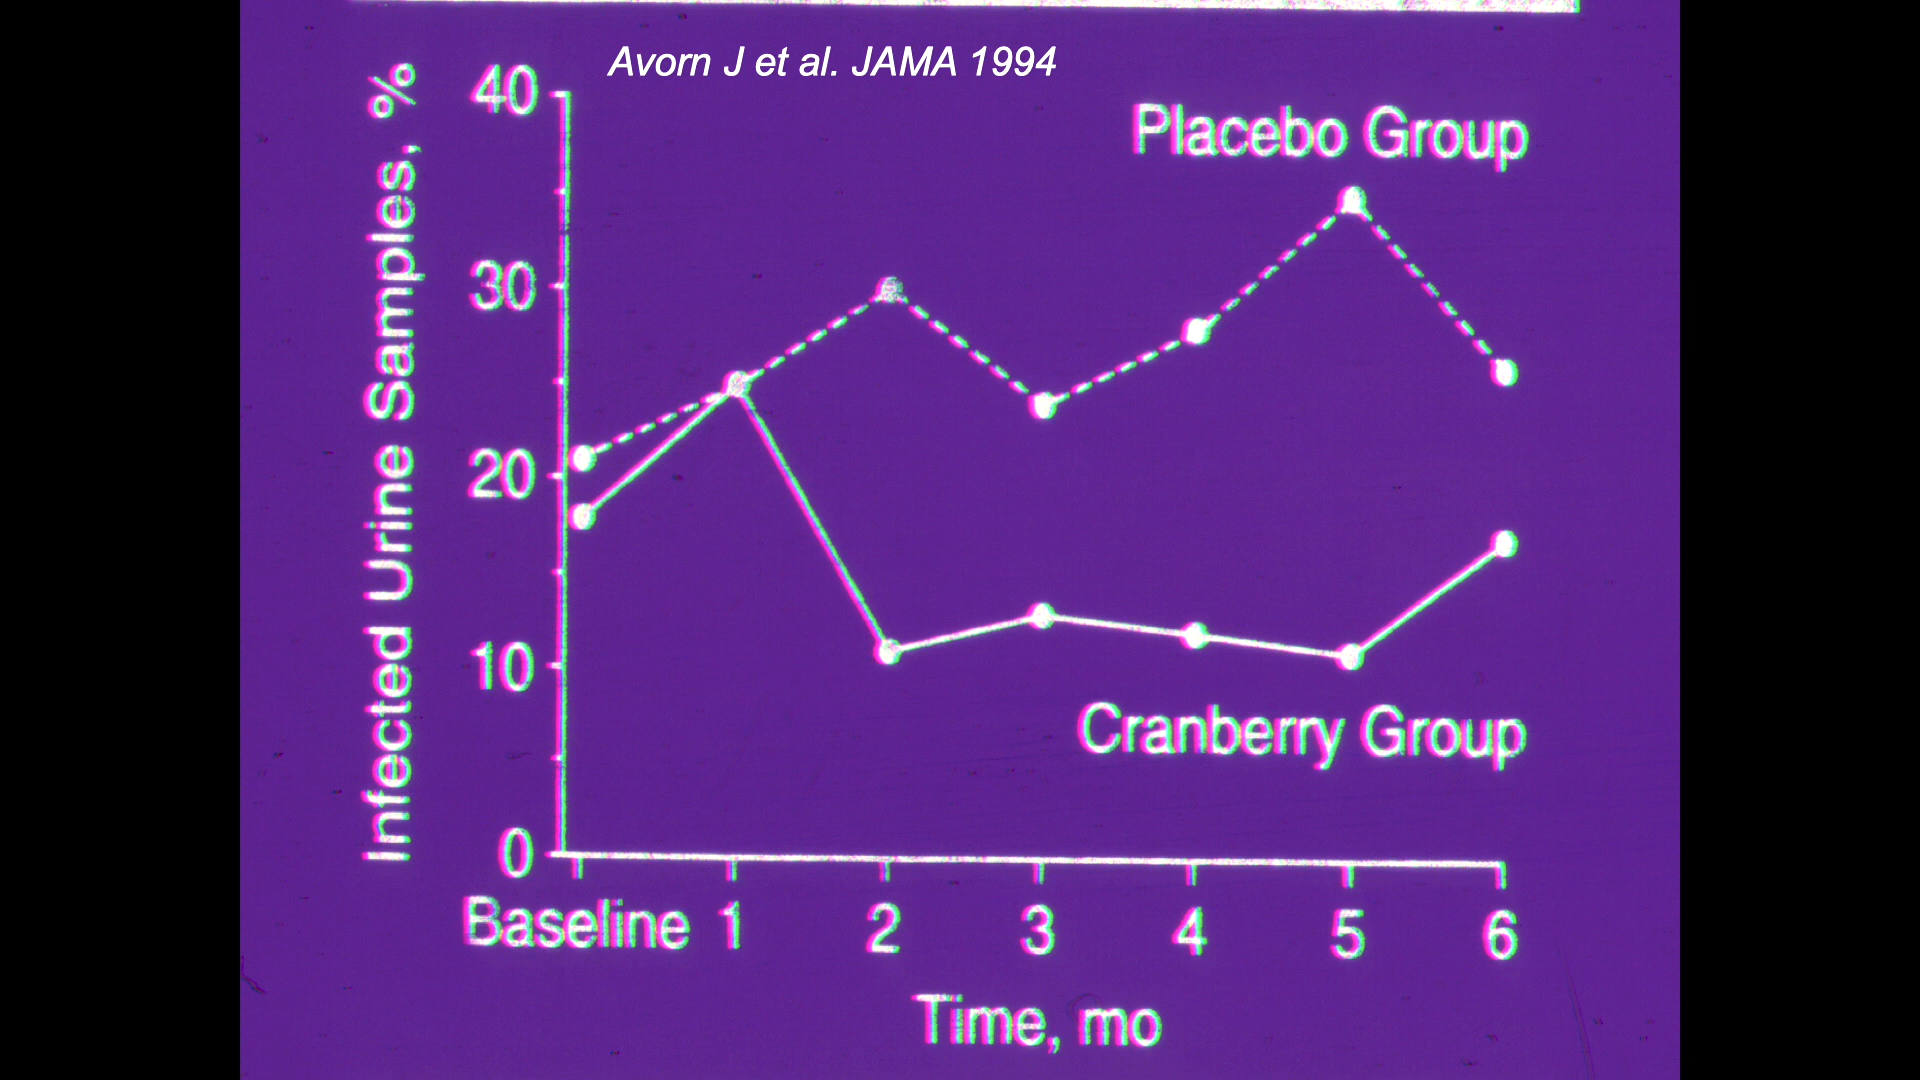 Avorn J et al. JAMA 1994
Infected Urine Samples, %
40
30
20
10
0
Placebo Group
Cranberry Group
Baseline 1 2 3 4 5 6
Time, mo